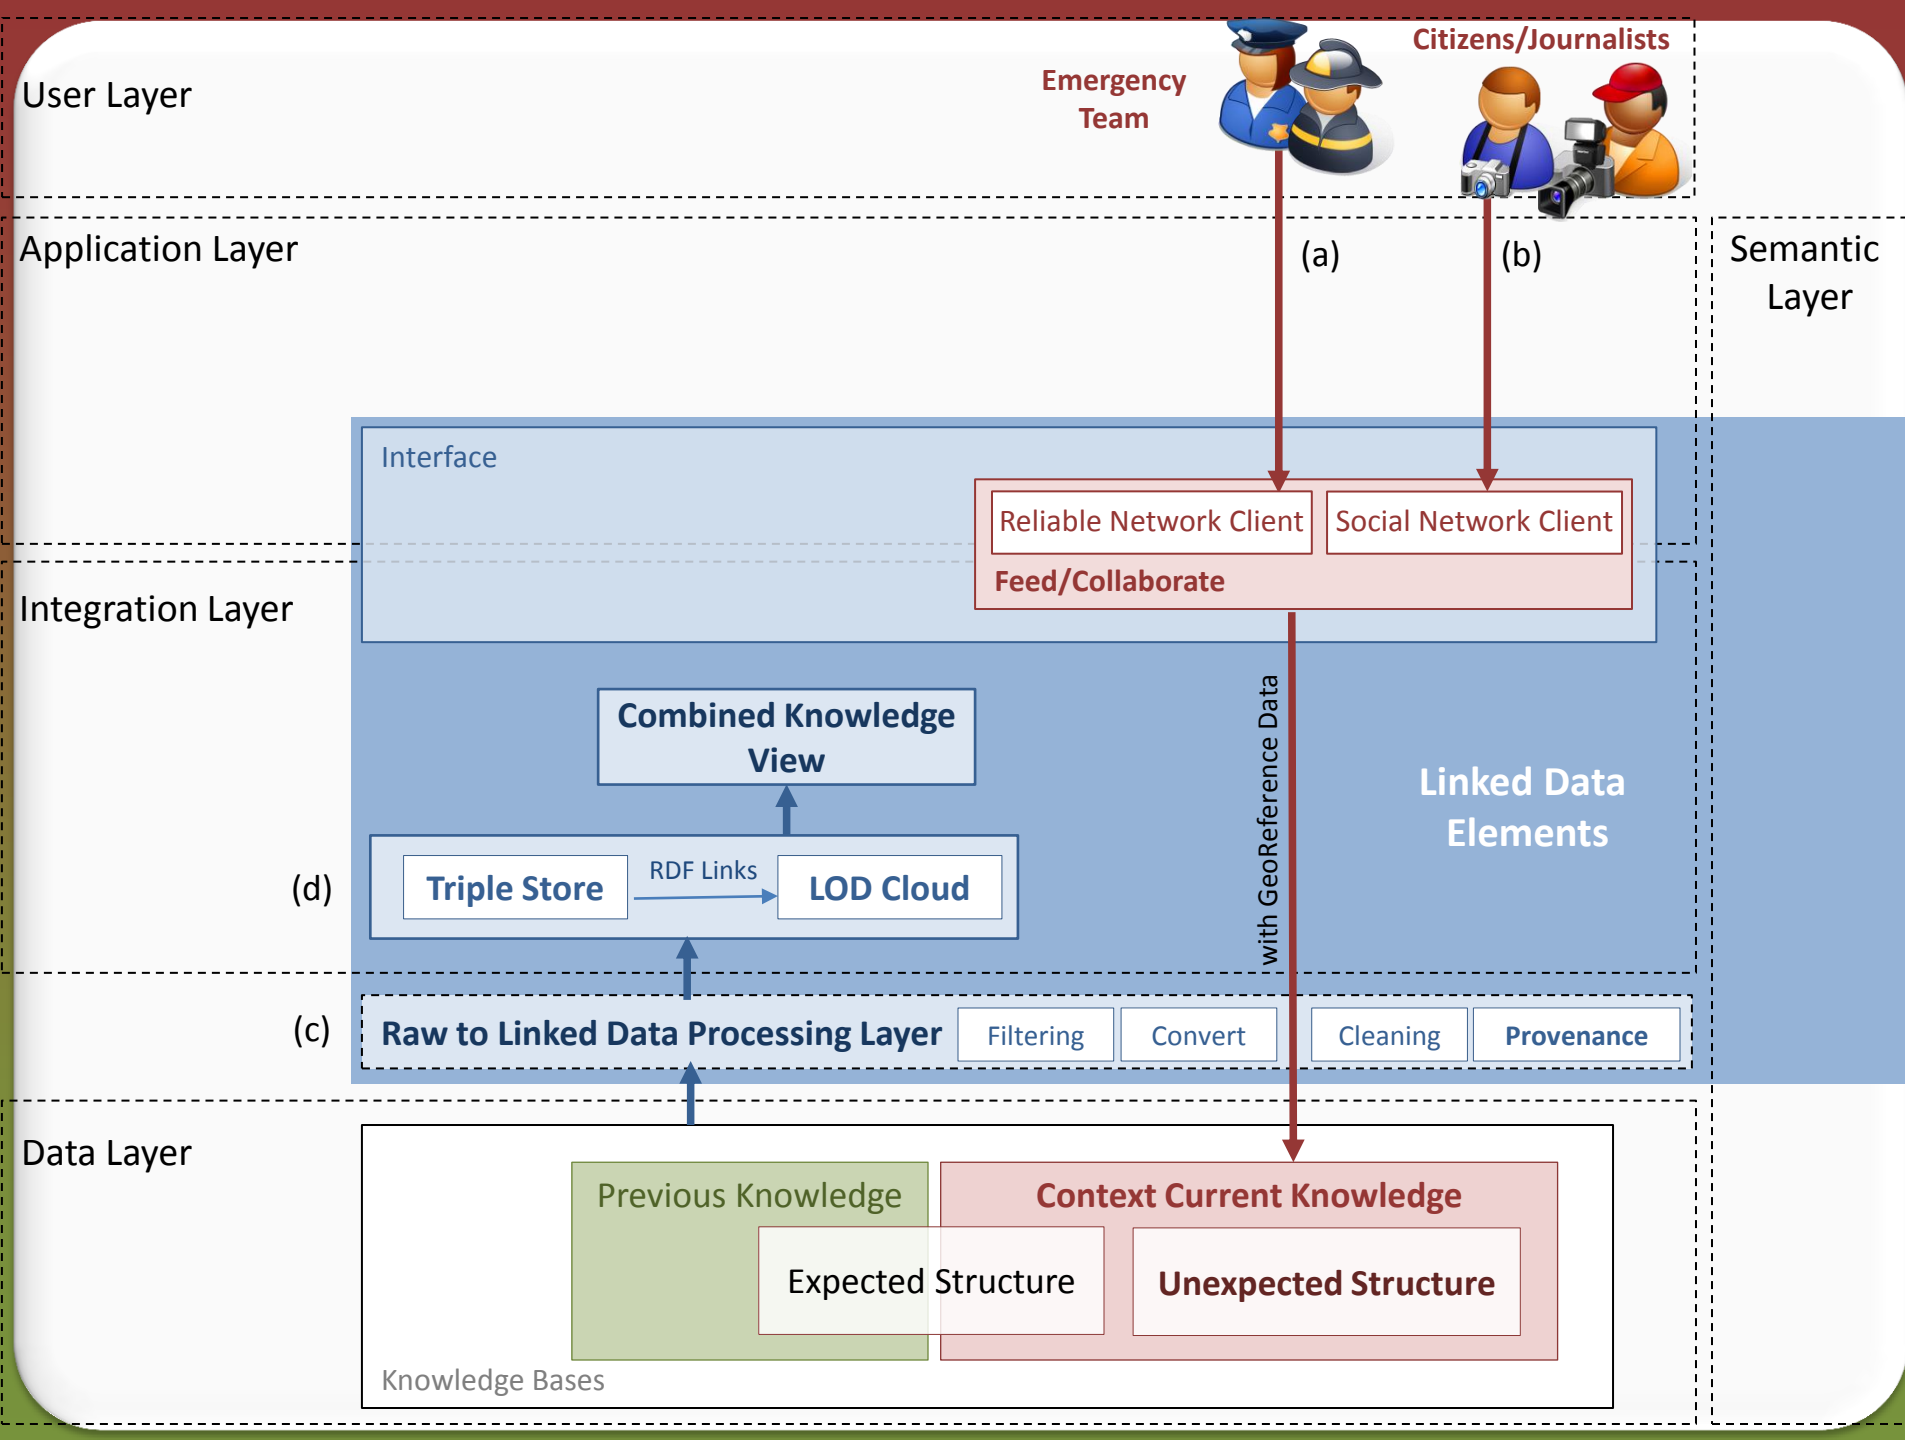 User Layer
Emergency
Team
Citizens/Journalists
Application Layer
(a)
(b)
Semantic
Layer
Interface
Reliable Network Client
Social Network Client
Feed/Collaborate
Integration Layer
with GeoReference Data
Combined Knowledge
View
Linked Data
Elements
(d)
Triple Store
RDF Links
LOD Cloud
(c)
Raw to Linked Data Processing Layer
Filtering
Convert
Cleaning
Provenance
Data Layer
Previous Knowledge
Context Current Knowledge
Expected Structure
Unexpected Structure
Knowledge Bases